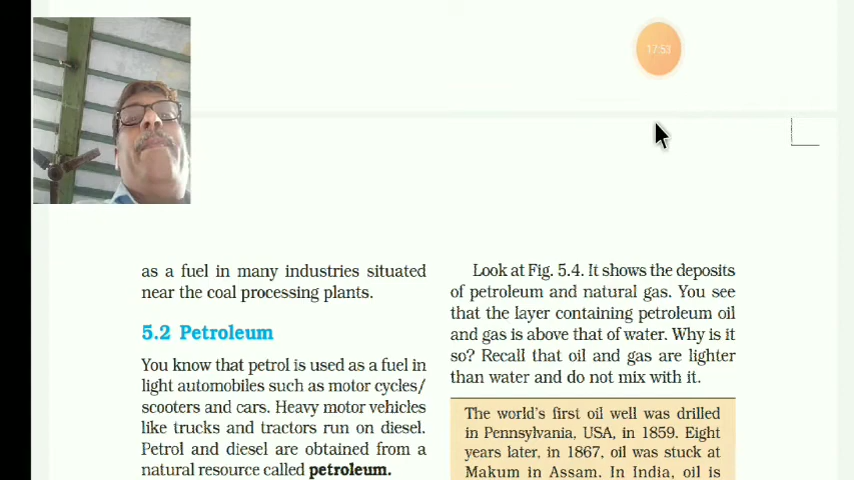 17:53
as a fuel in many industries situated
near the coal processing plants.
5.2 Petroleum
You know that petrol is used as a fuel in
light automobiles such as motor cycles/
scooters and cars. Heavy motor vehicles
like trucks and tractors run on diesel.
Petrol and diesel are obtained from a
natural resource called petroleum.
Look at Fig. 5.4. It shows the deposits
of petroleum and natural gas. You see
that the layer containing petroleum oil
and gas is above that of water. Why is it
so? Recall that oil and gas are lighter
than water and do not mix with it.
The world's first oil well was drilled
in Pennsylvania, USA, in 1859. Eight
years later, in 1867, oil was stuck at
Makum in Assam. In India, oil is